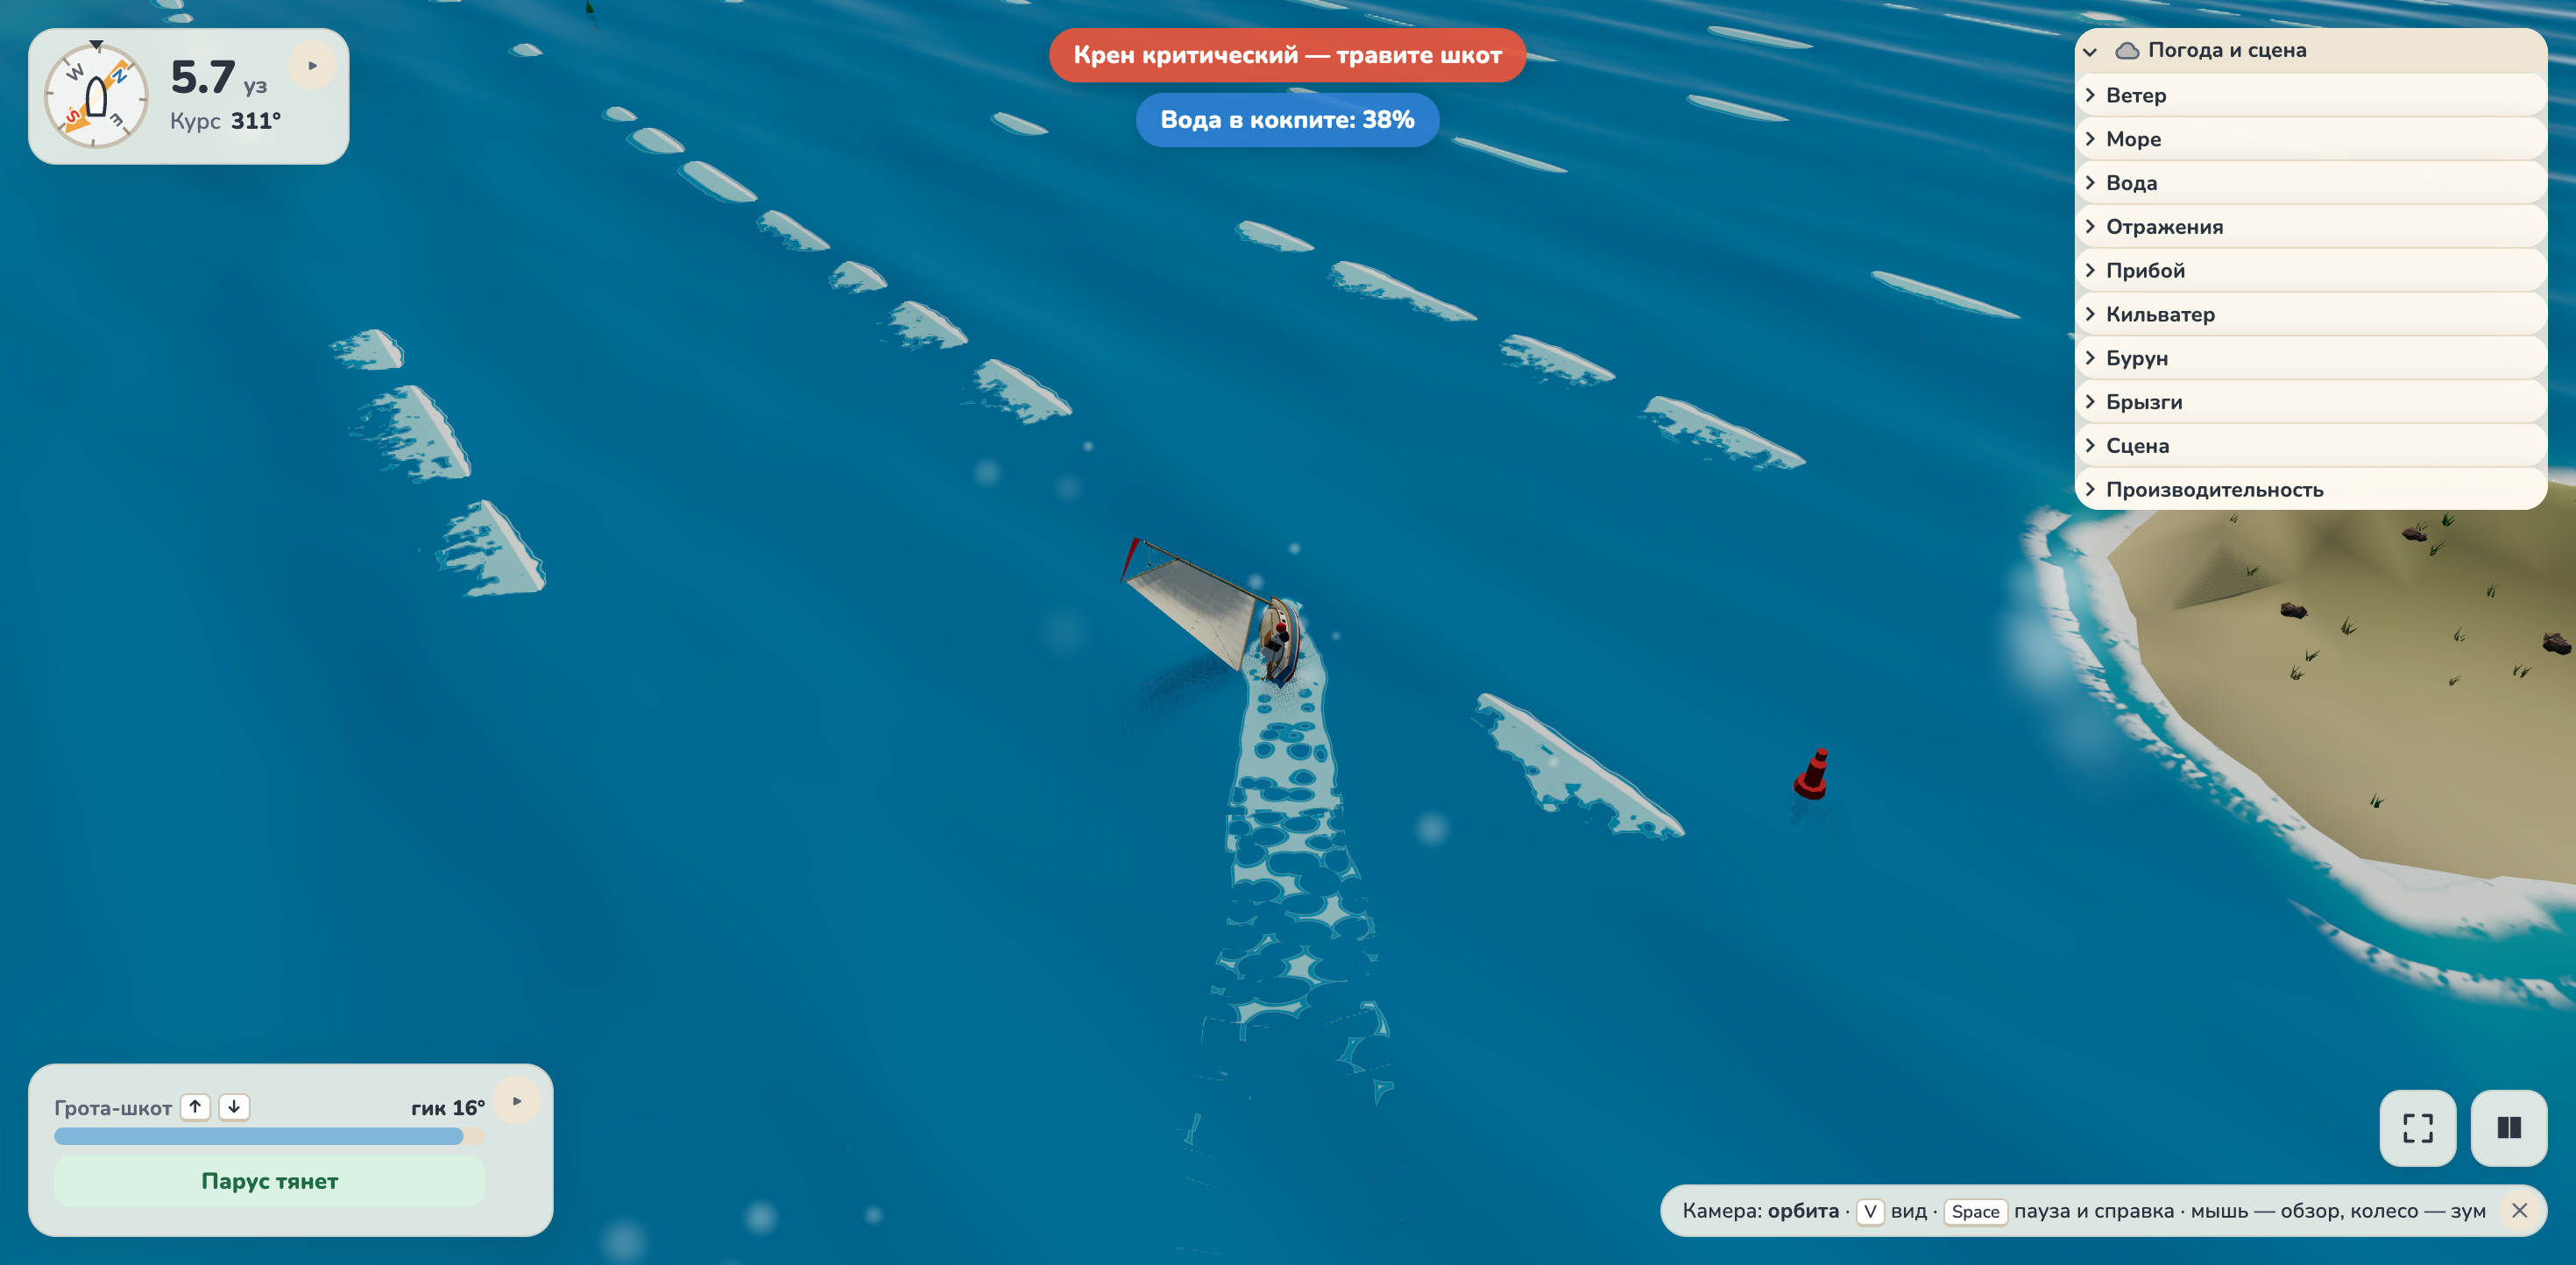 W N S E
5.7 уз
Курс 311°
Крен критический — травите шкот
Вода в кокпите: 38%
Погода и сцена
Ветер
Море
Вода
Отражения
Прибой
Кильватер
Бурун
Брызги
Сцена
Производительность
Грота-шкот ↑ ↓ гик 16°
Парус тянет
Камера: орбита · V вид · Space пауза и справка · мышь — обзор, колесо — зум